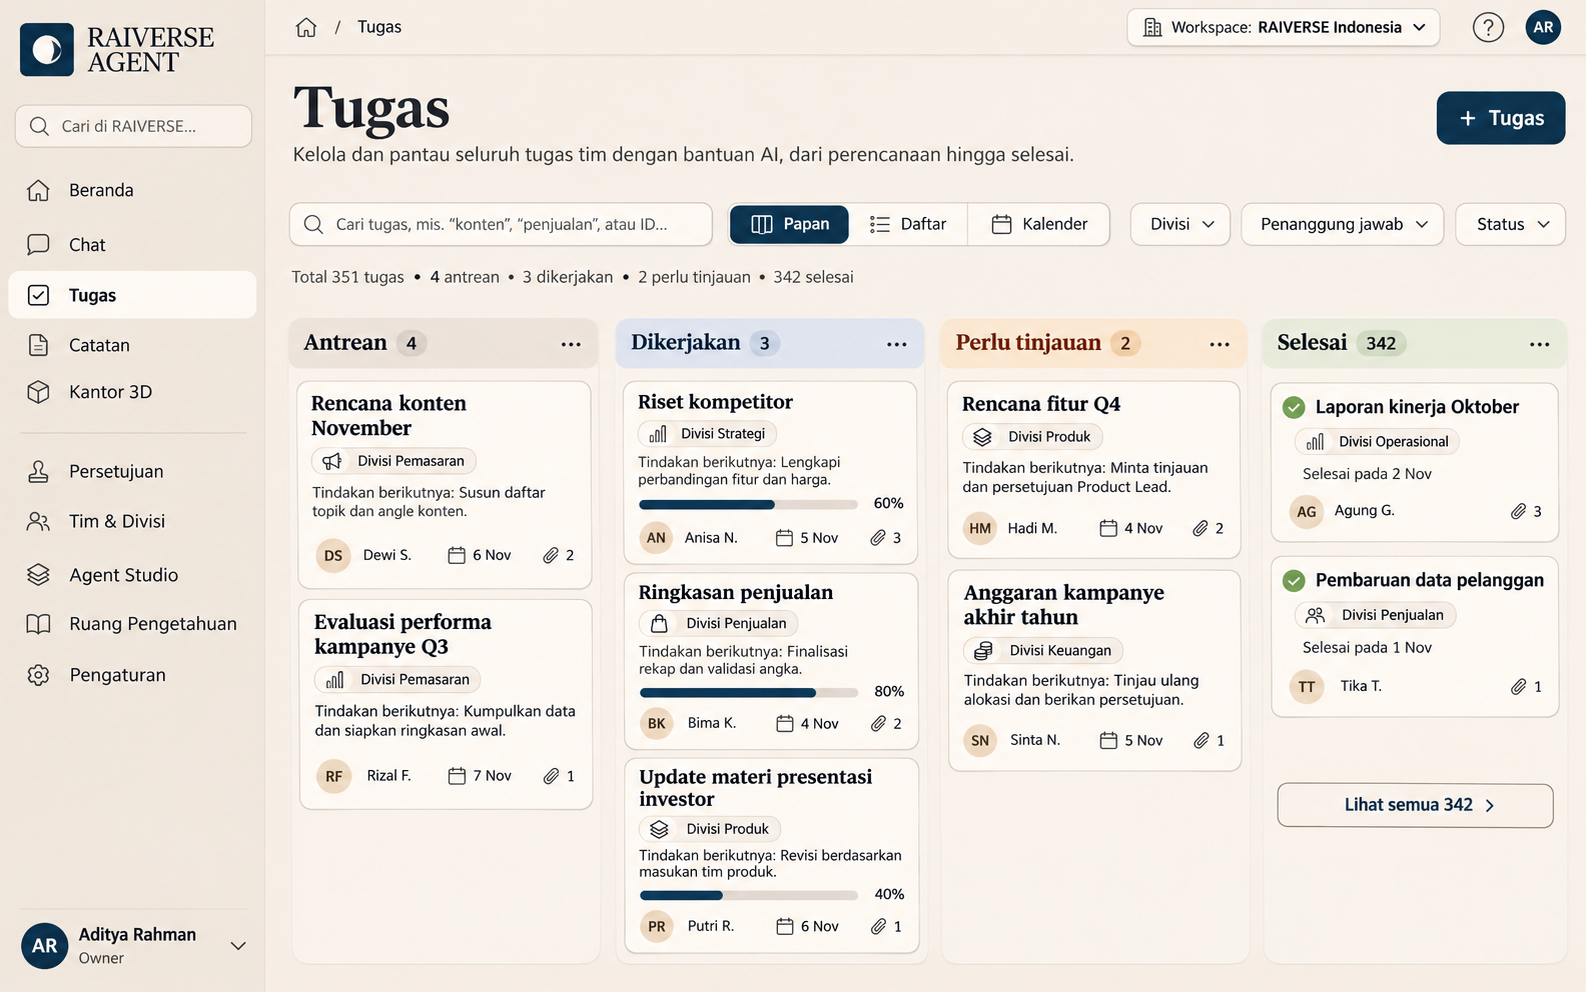 RAIVERSE
AGENT
Cari di RAIVERSE...
Beranda
Chat
Tugas
Catatan
Kantor 3D
Persetujuan
Tim & Divisi
Agent Studio
Ruang Pengetahuan
Pengaturan
AR
Aditya Rahman
Owner
/ Tugas
Workspace: RAIVERSE Indonesia
?
AR
Tugas
Kelola dan pantau seluruh tugas tim dengan bantuan AI, dari perencanaan hingga selesai.
+ Tugas
Cari tugas, mis. “konten”, “penjualan”, atau ID...
Papan
Daftar
Kalender
Divisi
Penanggung jawab
Status
Total 351 tugas • 4 antrean • 3 dikerjakan • 2 perlu tinjauan • 342 selesai
Antrean 4 ...
Rencana konten
November
Divisi Pemasaran
Tindakan berikutnya: Susun daftar
topik dan angle konten.
DS Dewi S. 6 Nov 2
Evaluasi performa
kampanye Q3
Divisi Pemasaran
Tindakan berikutnya: Kumpulkan data
dan siapkan ringkasan awal.
RF Rizal F. 7 Nov 1
Dikerjakan 3 ...
Riset kompetitor
Divisi Strategi
Tindakan berikutnya: Lengkapi
perbandingan fitur dan harga.
60%
AN Anisa N. 5 Nov 3
Ringkasan penjualan
Divisi Penjualan
Tindakan berikutnya: Finalisasi
rekap dan validasi angka.
80%
BK Bima K. 4 Nov 2
Update materi presentasi
investor
Divisi Produk
Tindakan berikutnya: Revisi berdasarkan
masukan tim produk.
40%
PR Putri R. 6 Nov 1
Perlu tinjauan 2 ...
Rencana fitur Q4
Divisi Produk
Tindakan berikutnya: Minta tinjauan
dan persetujuan Product Lead.
HM Hadi M. 4 Nov 2
Anggaran kampanye
akhir tahun
Divisi Keuangan
Tindakan berikutnya: Tinjau ulang
alokasi dan berikan persetujuan.
SN Sinta N. 5 Nov 1
Selesai 342 ...
Laporan kinerja Oktober
Divisi Operasional
Selesai pada 2 Nov
AG Agung G. 3
Pembaruan data pelanggan
Divisi Penjualan
Selesai pada 1 Nov
TT Tika T. 1
Lihat semua 342